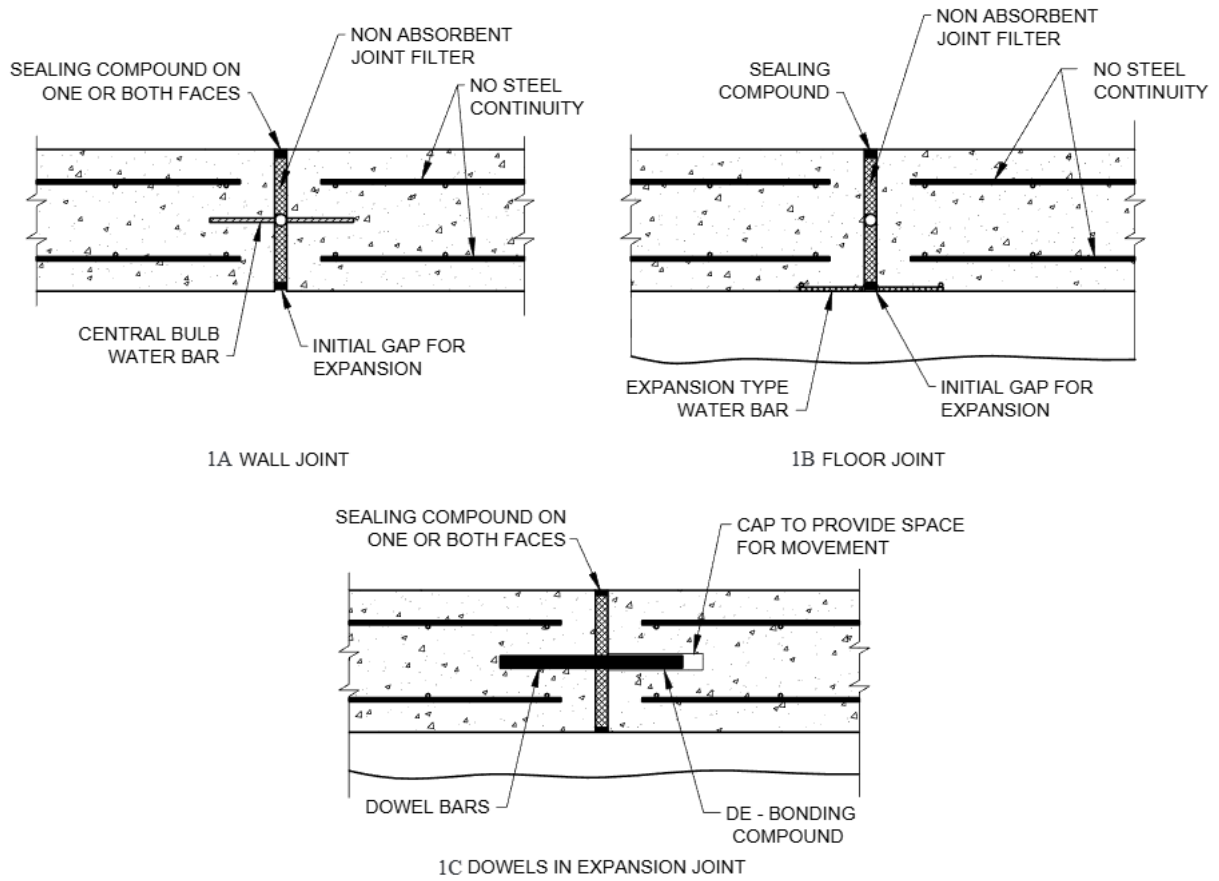 NON ABSORBENT
JOINT FILTER
SEALING COMPOUND ON
ONE OR BOTH FACES
NO STEEL
CONTINUITY
CENTRAL BULB
WATER BAR
INITIAL GAP FOR
EXPANSION
1A WALL JOINT
NON ABSORBENT
JOINT FILTER
SEALING
COMPOUND
NO STEEL
CONTINUITY
EXPANSION TYPE
WATER BAR
INITIAL GAP FOR
EXPANSION
1B FLOOR JOINT
SEALING COMPOUND ON
ONE OR BOTH FACES
CAP TO PROVIDE SPACE
FOR MOVEMENT
DOWEL BARS
DE - BONDING
COMPOUND
1C DOWELS IN EXPANSION JOINT